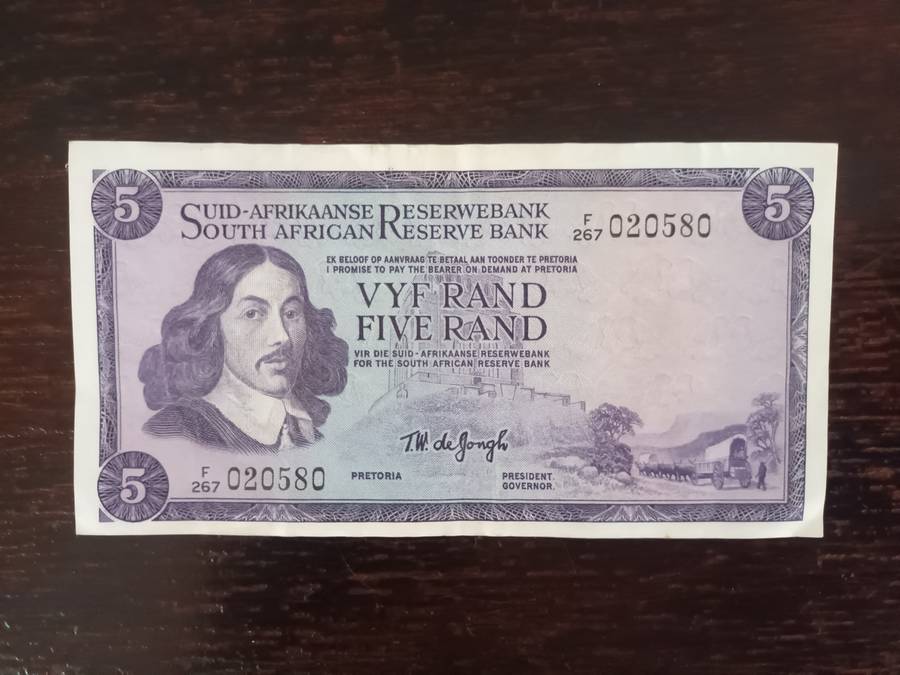 5
5
SUID-AFRIKAANSE RESERWEBANK
SOUTH AFRICAN RESERVE BANK
F/267 020580
EK BELOOF OP AANVRAAG TE BETAAL AAN TOONDER TE PRETORIA
I PROMISE TO PAY THE BEARER ON DEMAND AT PRETORIA
VYF RAND
FIVE RAND
VIR DIE SUID-AFRIKAANSE RESERWEBANK
FOR THE SOUTH AFRICAN RESERVE BANK
T.W. de Jongh
5
F/267 020580
PRETORIA
PRESIDENT.
GOVERNOR.